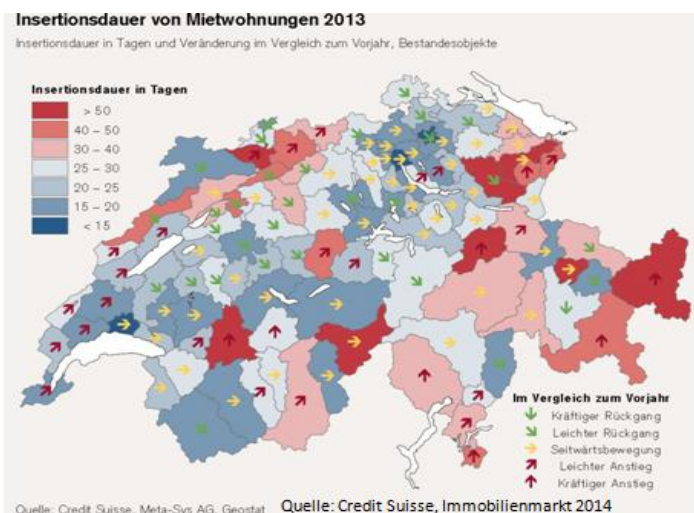 Insertionsdauer von Mietwohnungen 2013
Insertionsdauer in Tagen und Veränderung im Vergleich zum Vorjahr, Bestandesobjekte
Insertionsdauer in Tagen
> 50
40 – 50
30 – 40
25 – 30
20 – 25
15 – 20
< 15
Im Vergleich zum Vorjahr
Kräftiger Rückgang
Leichter Rückgang
Seitwärtsbewegung
Leichter Anstieg
Kräftiger Anstieg
Quelle: Credit Suisse, Meta-Sys AG, Geostat
Quelle: Credit Suisse, Immobilienmarkt 2014